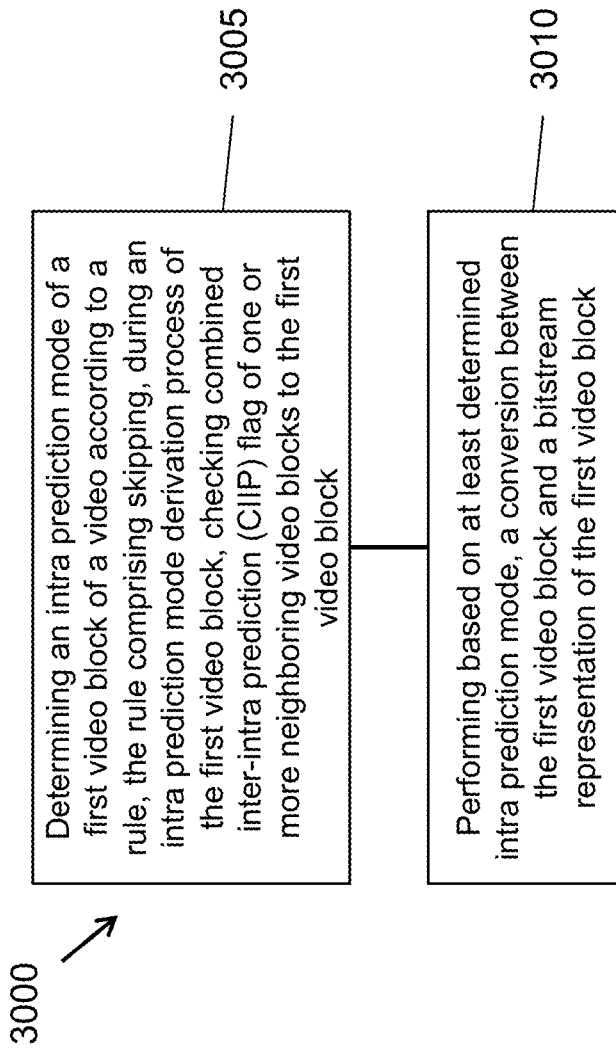 3000
Determining an intra prediction mode of a
first video block of a video according to a
rule, the rule comprising skipping, during an
intra prediction mode derivation process of
the first video block, checking combined
inter-intra prediction (CIIP) flag of one or
more neighboring video blocks to the first
video block
3005
Performing based on at least determined
intra prediction mode, a conversion between
the first video block and a bitstream
representation of the first video block
3010